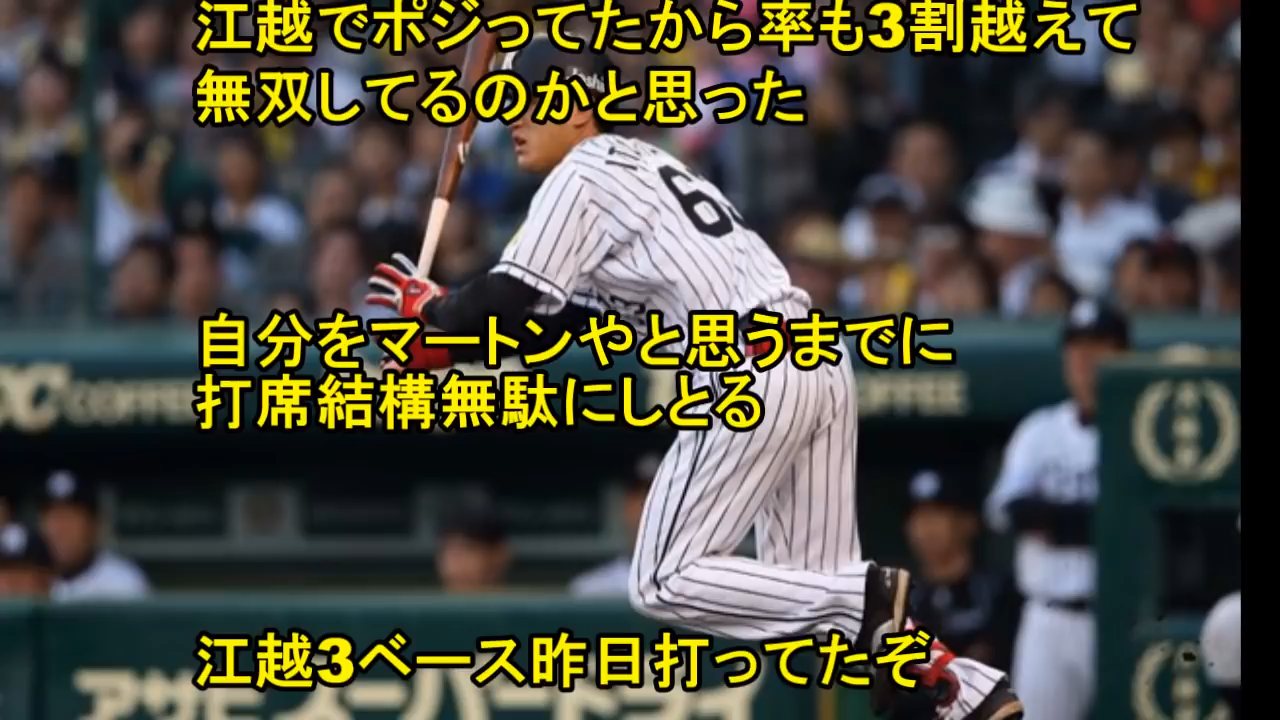 江越でポジってたから率も3割越えて
無双してるのかと思った
自分をマートンやと思うまでに
打席結構無駄にしとる
COFFEE
江越3ベース昨日打ってたぞ